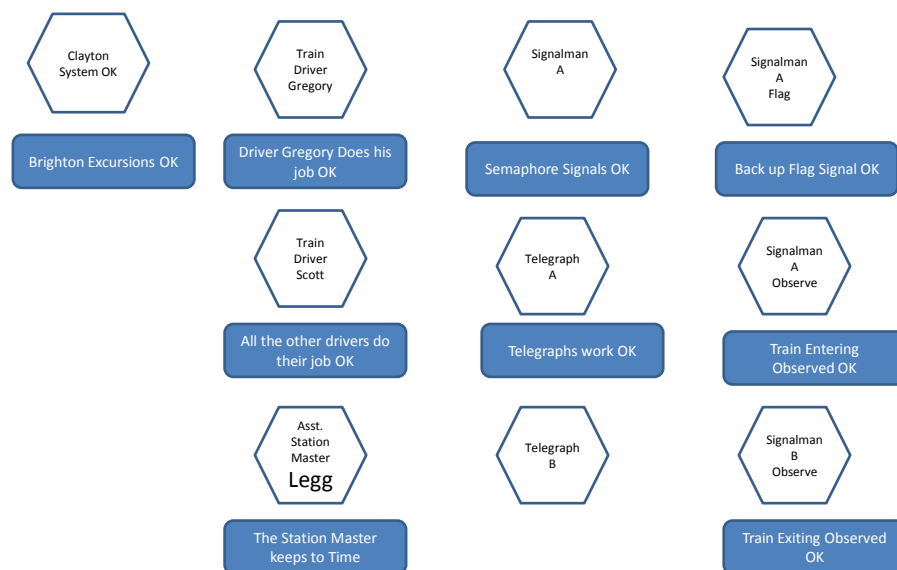 Clayton
System OK
Train
Driver
Gregory
Signalman
A
Signalman
A
Flag
Brighton Excursions OK
Driver Gregory Does his
job OK
Semaphore Signals OK
Back up Flag Signal OK
Train
Driver
Scott
Telegraph
A
Signalman
A
Observe
All the other drivers do
their job OK
Telegraphs work OK
Train Entering
Observed OK
Asst.
Station
Master
Legg
Telegraph
B
Signalman
B
Observe
The Station Master
keeps to Time
Train Exiting Observed
OK